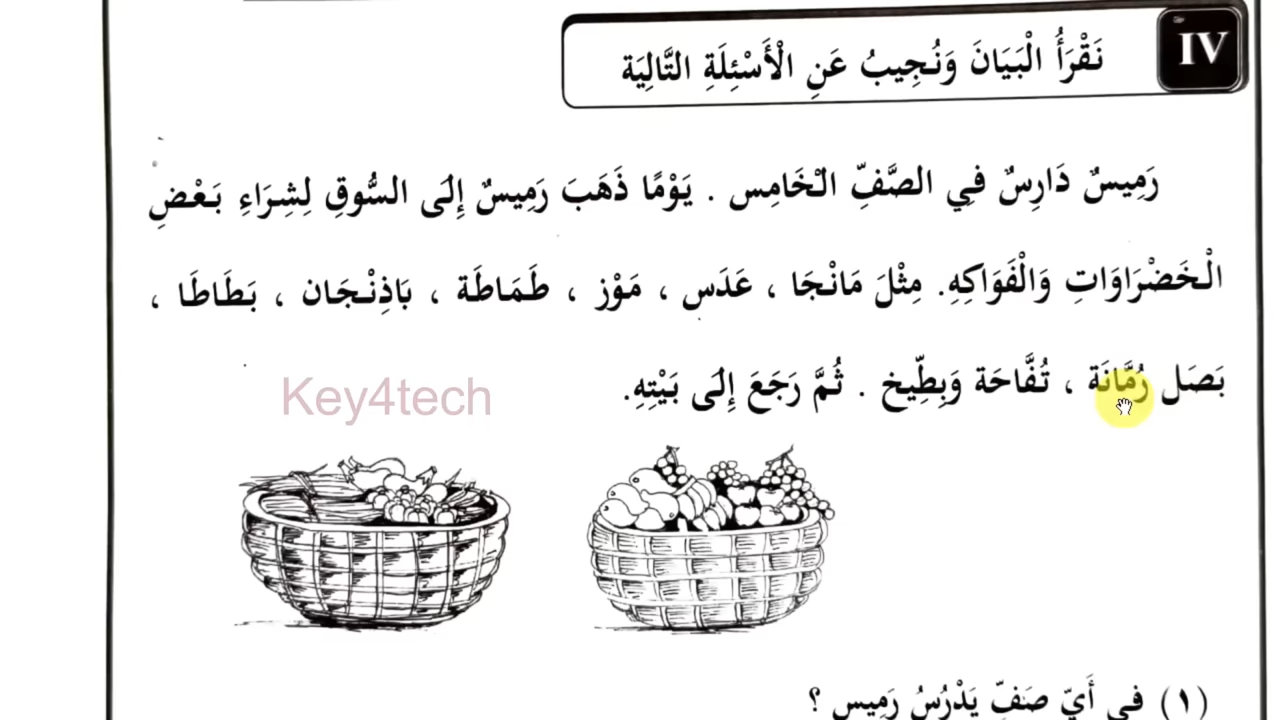 IV
نَقْرَأُ الْبَيَانَ وَنُجِيبُ عَنِ الْأَسْئِلَةِ التَّالِيَة
رَمِيسٌ دَارِسٌ فِي الصَّفِّ الْخَامِس . يَوْمًا ذَهَبَ رَمِيسٌ إِلَى السُّوقِ لِشِرَاءِ بَعْضِ
الْخَضْرَاوَاتِ وَالْفَوَاكِهِ. مِثْلَ مَانْجَا ، عَدَس ، مَوْز ، طَمَاطَة ، بَاذِنْجَان ، بَطَاطَا ،
بَصَل رُمَّانَة ، تُفَّاحَة وَبِطِّيخ . ثُمَّ رَجَعَ إِلَى بَيْتِهِ.
Key4tech
(١) فِي أَيِّ صَفِّ يَدْرُسُ رَمِيس ؟